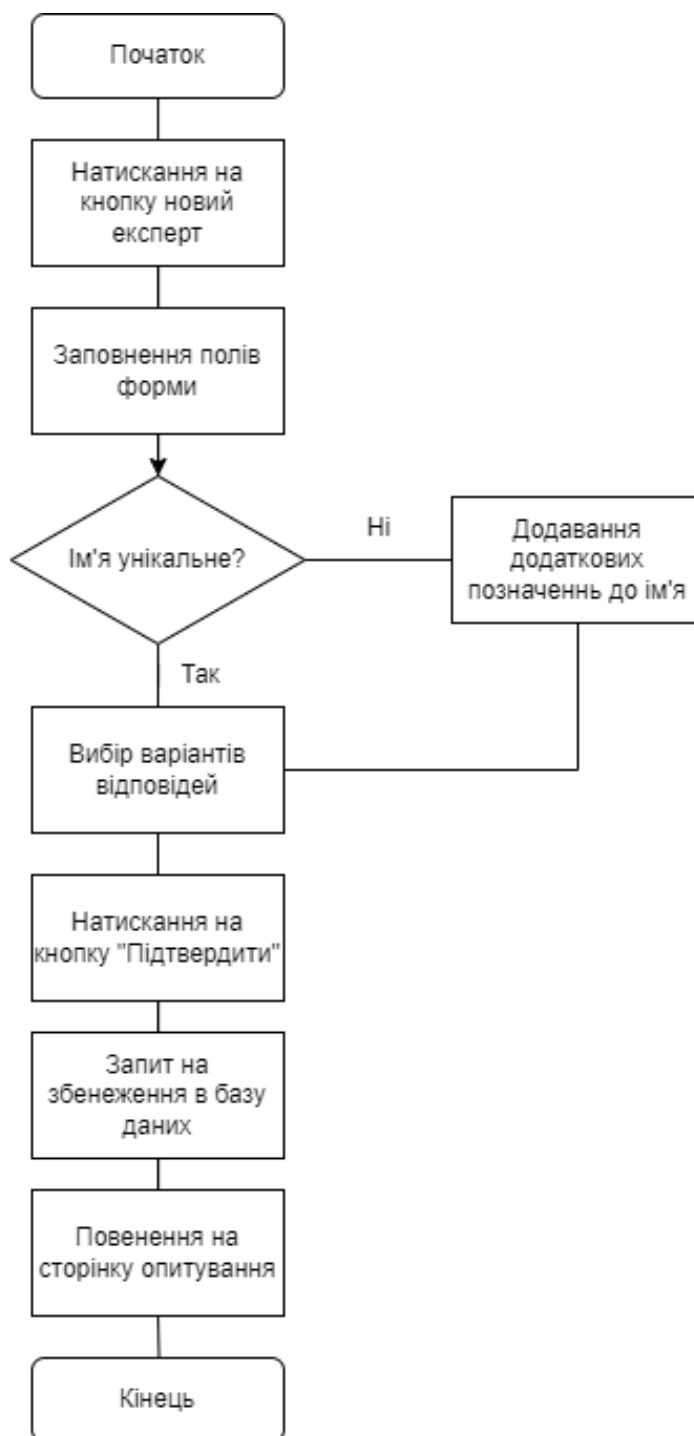 Початок
Натискання на
кнопку новий
експерт
Заповнення полів
форми
Ім'я унікальне?
Ні
Додавання
додаткових
позначеннь до ім'я
Так
Вибір варіантів
відповідей
Натискання на
кнопку "Підтвердити"
Запит на
збенеження в базу
даних
Повенення на
сторінку опитування
Кінець